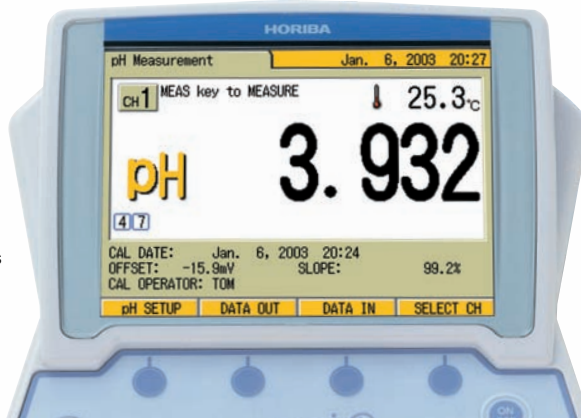 HORIBA
pH Measurement Jan. 6, 2003 20:27
CH1 MEAS key to MEASURE 25.3℃
pH 3.932
4 7
CAL DATE: Jan. 6, 2003 20:24
OFFSET: -15.9mV SLOPE: 99.2%
CAL OPERATOR: TOM
pH SETUP DATA OUT DATA IN SELECT CH
ON